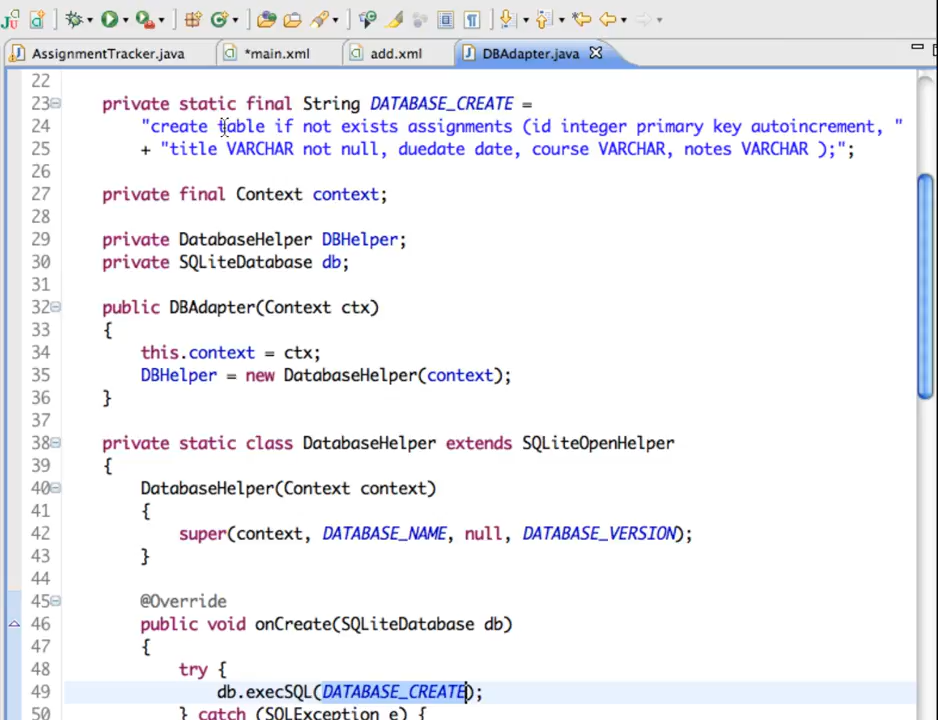 AssignmentTracker.java
*main.xml
add.xml
DBAdapter.java
22
23 private static final String DATABASE_CREATE =
24 "create table if not exists assignments (id integer primary key autoincrement, "
25 + "title VARCHAR not null, duedate date, course VARCHAR, notes VARCHAR );";
26
27 private final Context context;
28
29 private DatabaseHelper DBHelper;
30 private SQLiteDatabase db;
31
32 public DBAdapter(Context ctx)
33 {
34 this.context = ctx;
35 DBHelper = new DatabaseHelper(context);
36 }
37
38 private static class DatabaseHelper extends SQLiteOpenHelper
39 {
40 DatabaseHelper(Context context)
41 {
42 super(context, DATABASE_NAME, null, DATABASE_VERSION);
43 }
44
45 @Override
46 public void onCreate(SQLiteDatabase db)
47 {
48 try {
49 db.execSQL(DATABASE_CREATE);
50 } catch (SQLException e) {